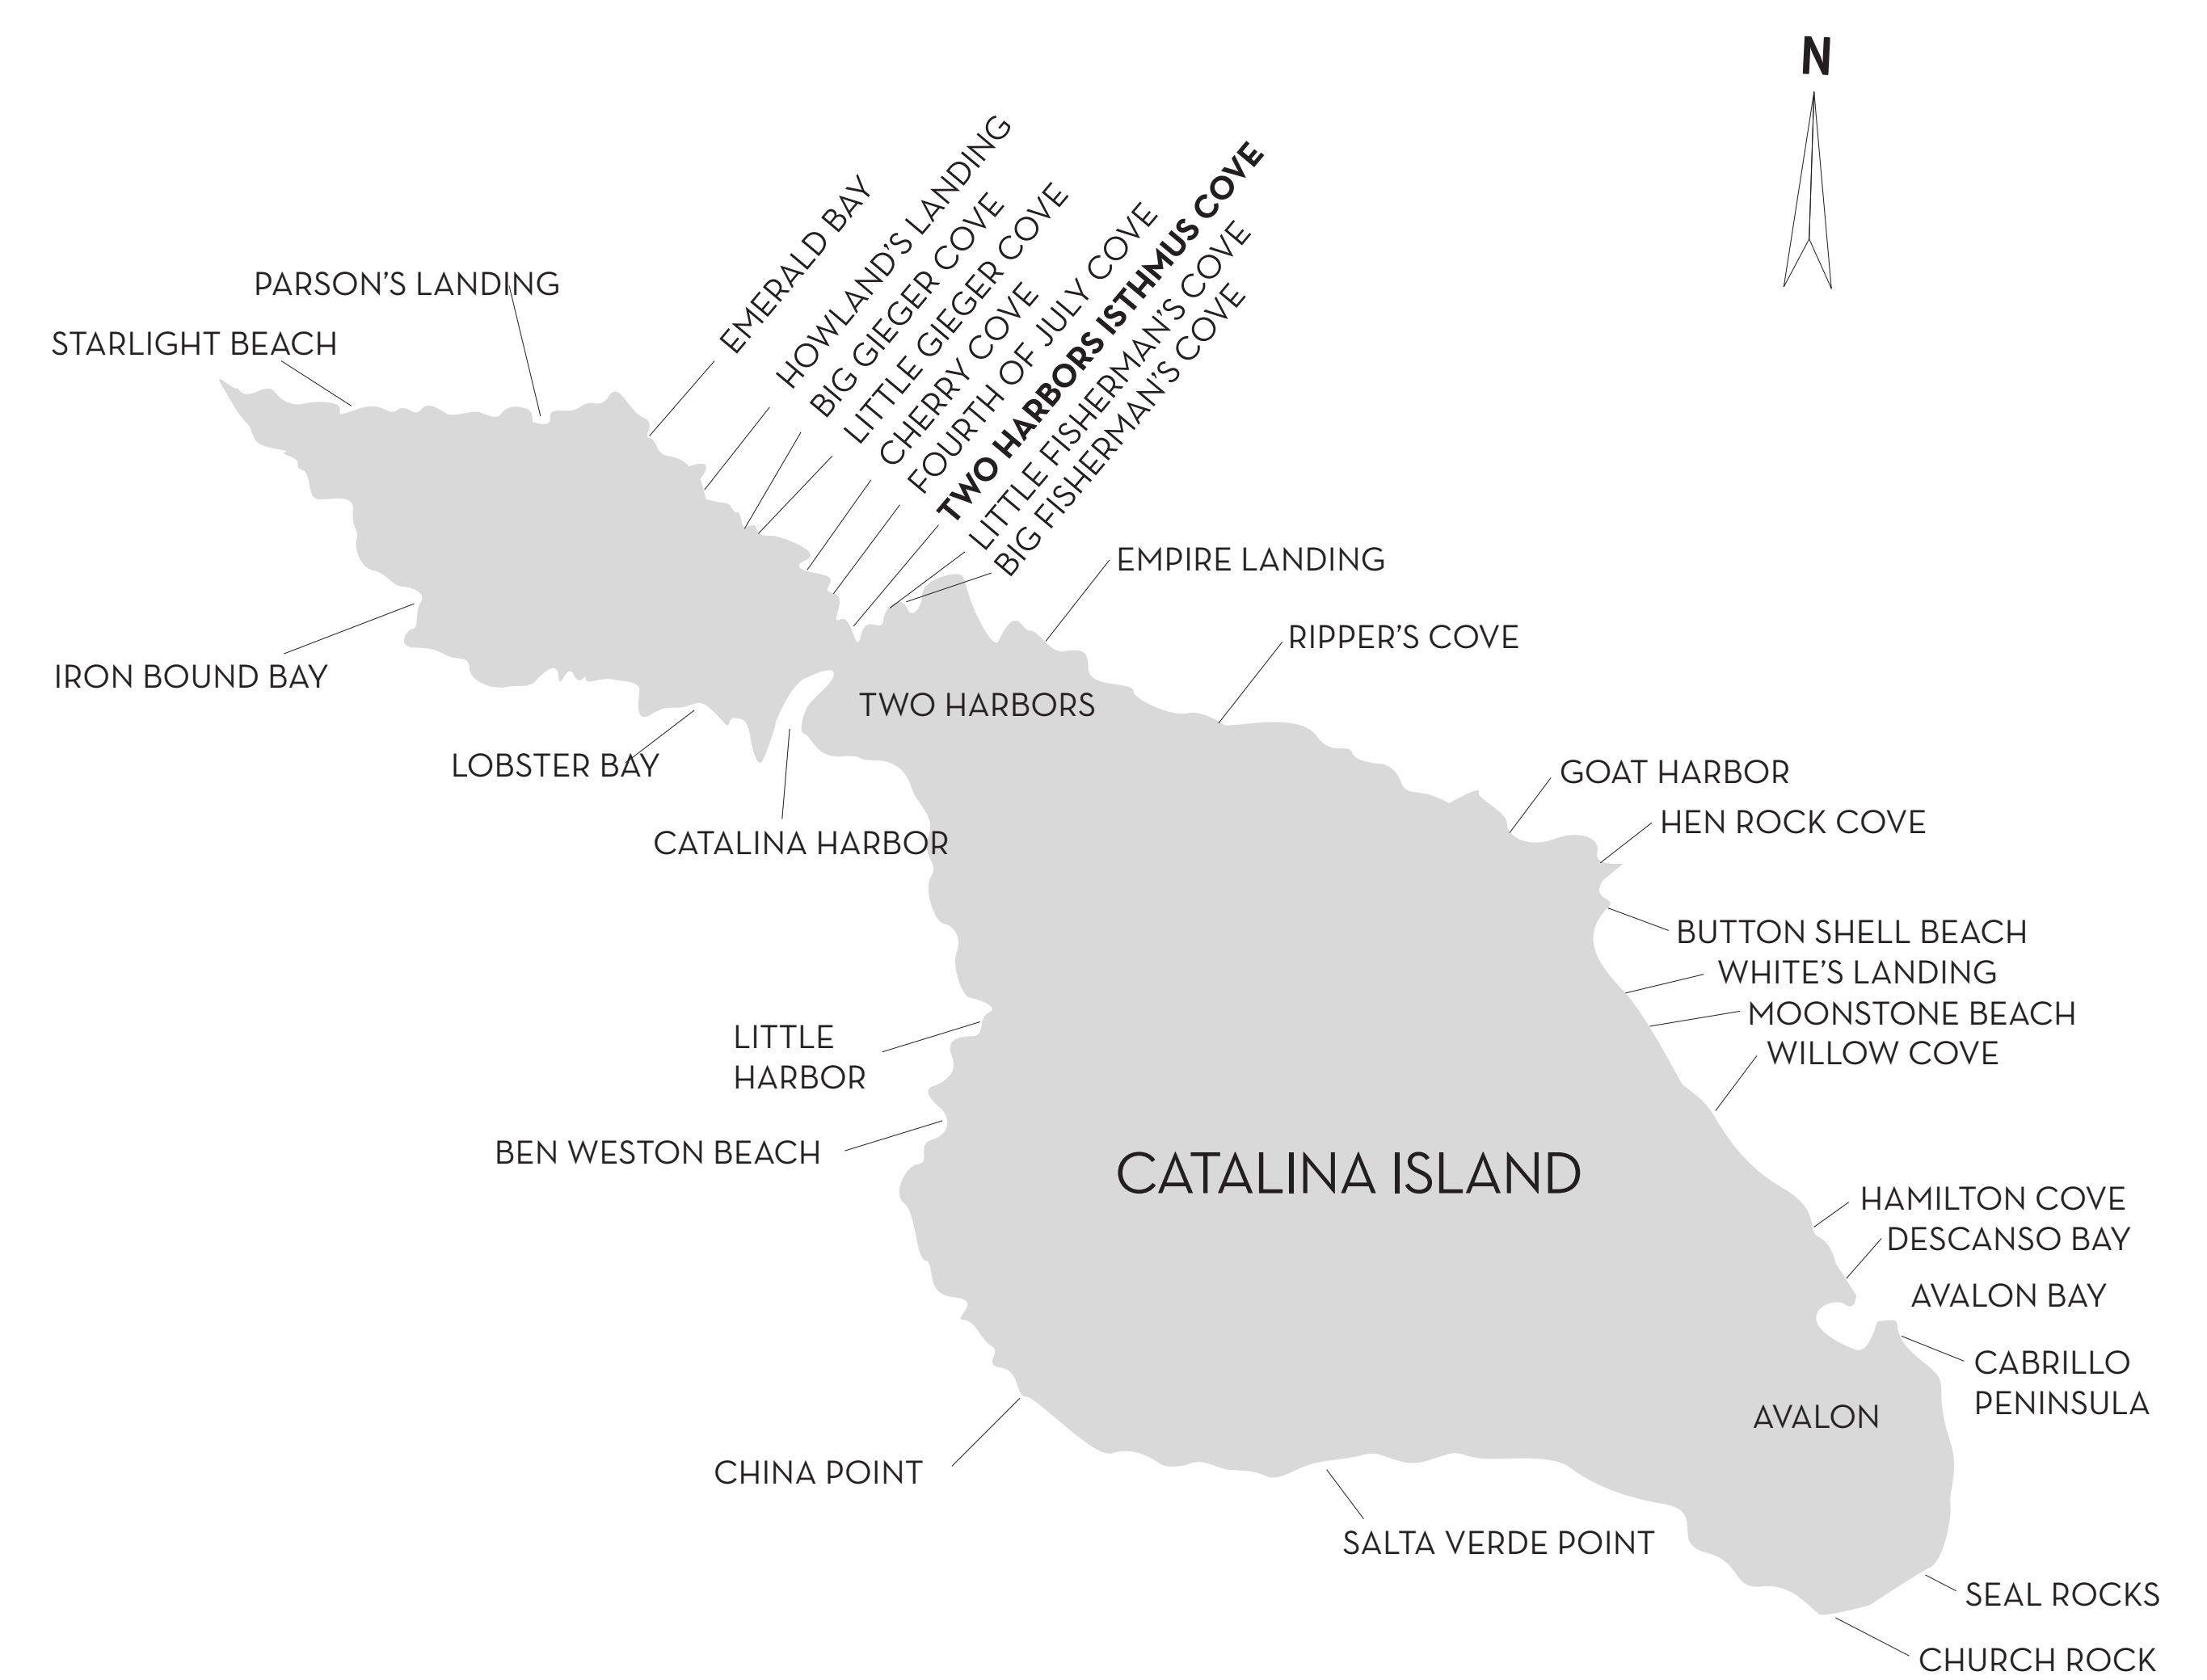 N
EMERALD BAY
HOWLAND'S LANDING
BIG GIEGER COVE
LITTLE GIEGER COVE
CHERRY COVE
FOURTH OF JULY COVE
TWO HARBORS ISTHMUS COVE
LITTLE FISHERMAN'S COVE
BIG FISHERMAN'S COVE
PARSON'S LANDING
STARLIGHT BEACH
EMPIRE LANDING
RIPPER'S COVE
IRON BOUND BAY
TWO HARBORS
LOBSTER BAY
GOAT HARBOR
HEN ROCK COVE
CATALINA HARBOR
BUTTON SHELL BEACH
WHITE'S LANDING
MOONSTONE BEACH
WILLOW COVE
LITTLE
HARBOR
BEN WESTON BEACH
CATALINA ISLAND
HAMILTON COVE
DESCANSO BAY
AVALON BAY
CABRILLO
PENINSULA
AVALON
CHINA POINT
SALTA VERDE POINT
SEAL ROCKS
CHURCH ROCK